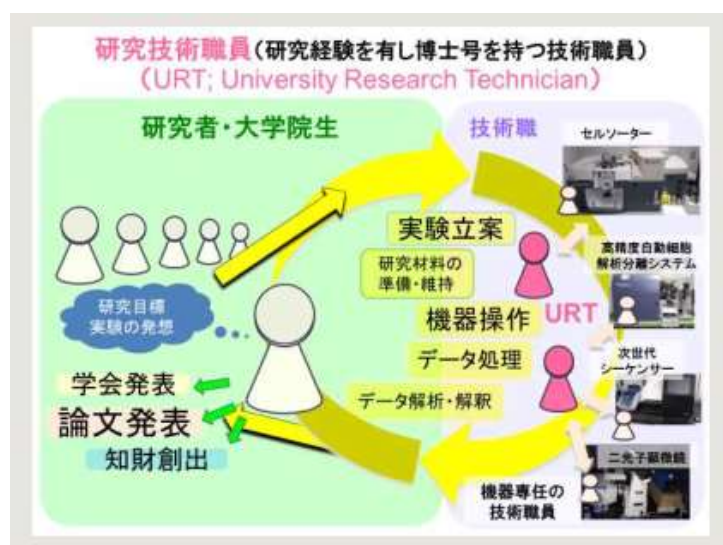 研究技術職員(研究経験を有し博士号を持つ技術職員)
(URT; University Research Technician)
研究者・大学院生
技術職
セルソーター
実験立案
研究材料の
準備・維持
高精度自動細胞
解析分離システム
機器操作
URT
研究目標
実験の発想
データ処理
次世代
シーケンサー
学会発表
データ解析・解釈
論文発表
知財創出
二光子顕微鏡
機器専任の
技術職員